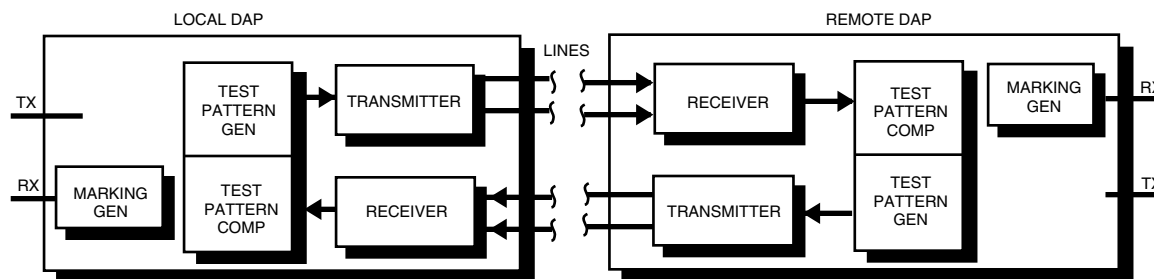 LOCAL DAP
REMOTE DAP
LINES
TX
RX
TEST
PATTERN
GEN
TRANSMITTER
MARKING
GEN
TEST
PATTERN
COMP
RECEIVER
RECEIVER
TEST
PATTERN
COMP
MARKING
GEN
RX
TRANSMITTER
TEST
PATTERN
GEN
TX